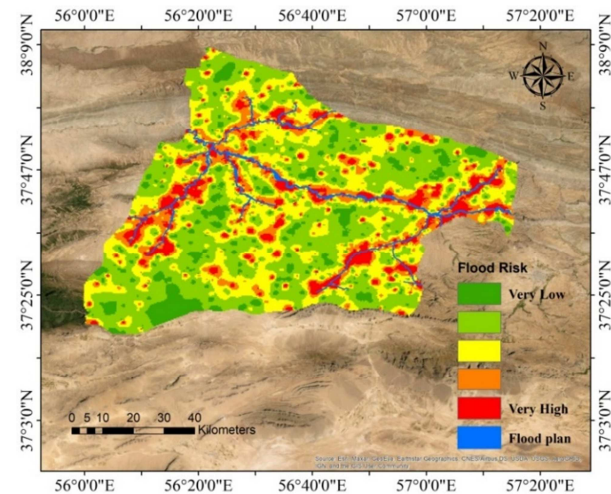 56°0'0"E 56°20'0"E 56°40'0"E 57°0'0"E 57°20'0"E
38°9'0"N 38°9'0"N
N
W E
S
37°47'0"N 37°47'0"N
Flood Risk
Very Low
37°25'0"N 37°25'0"N
Very High
Flood plan
0 5 10 20 30 40
Kilometers
37°3'0"N 37°3'0"N
56°0'0"E 56°20'0"E 56°40'0"E 57°0'0"E 57°20'0"E